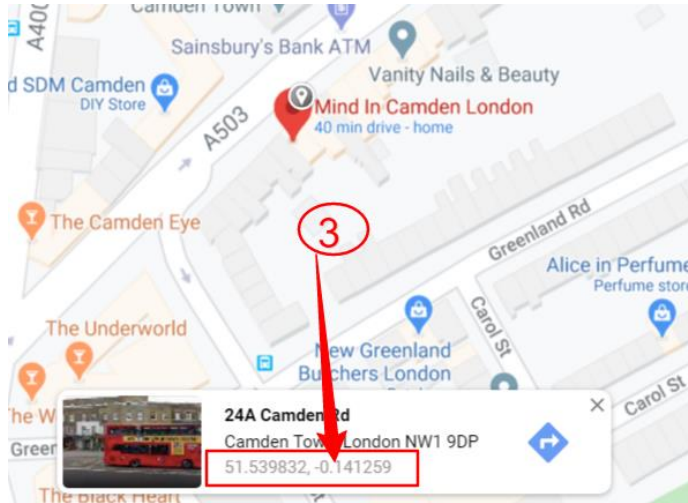 Camden Town
A400
Sainsbury's Bank ATM
Vanity Nails & Beauty
d SDM Camden
DIY Store
Mind In Camden London
40 min drive - home
A503
The Camden Eye
3
Greenland Rd
Alice in Perfume
Perfume store
The Underworld
New Greenland
Butchers London
Carol St
Carol St
The W
24A Camden Rd
Camden Town, London NW1 9DP
51.539832, -0.141259
Green
The Black Heart